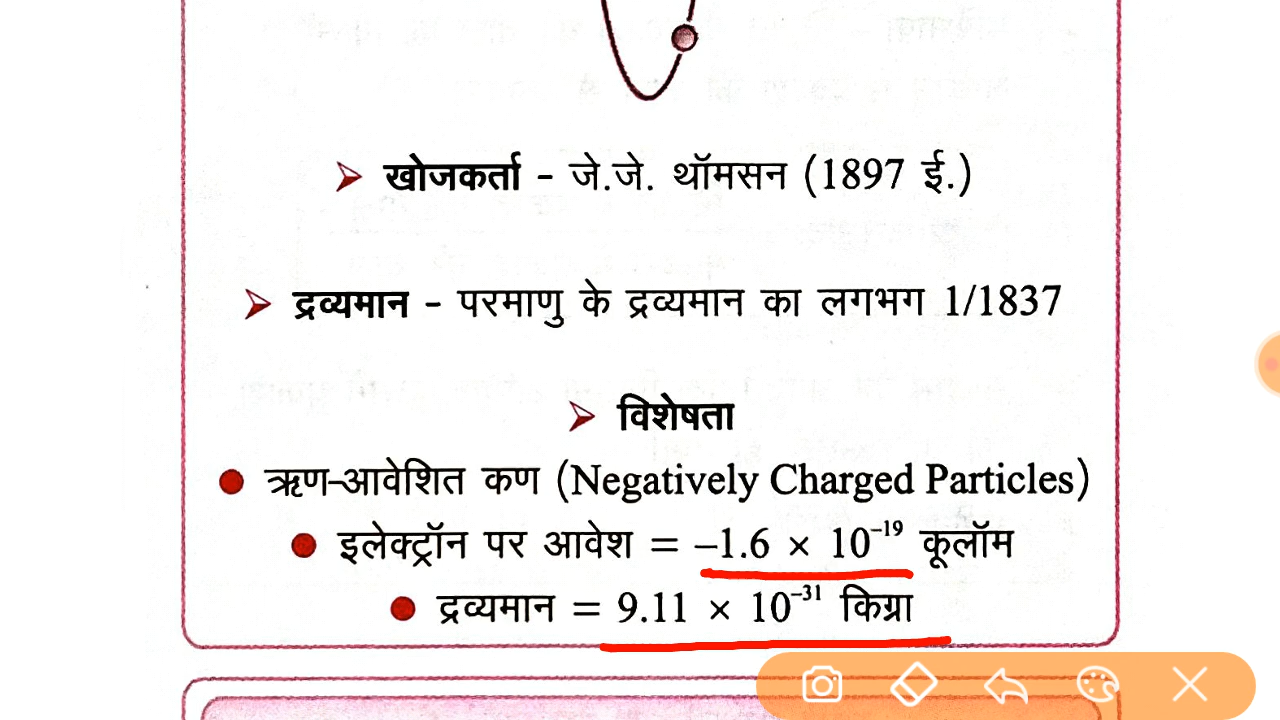 ➢ खोजकर्ता - जे.जे. थॉमसन (1897 ई.)
➢ द्रव्यमान - परमाणु के द्रव्यमान का लगभग 1/1837
➢ विशेषता
● ऋण-आवेशित कण (Negatively Charged Particles)
● इलेक्ट्रॉन पर आवेश = –1.6 × 10⁻¹⁹ कूलॉम
● द्रव्यमान = 9.11 × 10⁻³¹ किग्रा